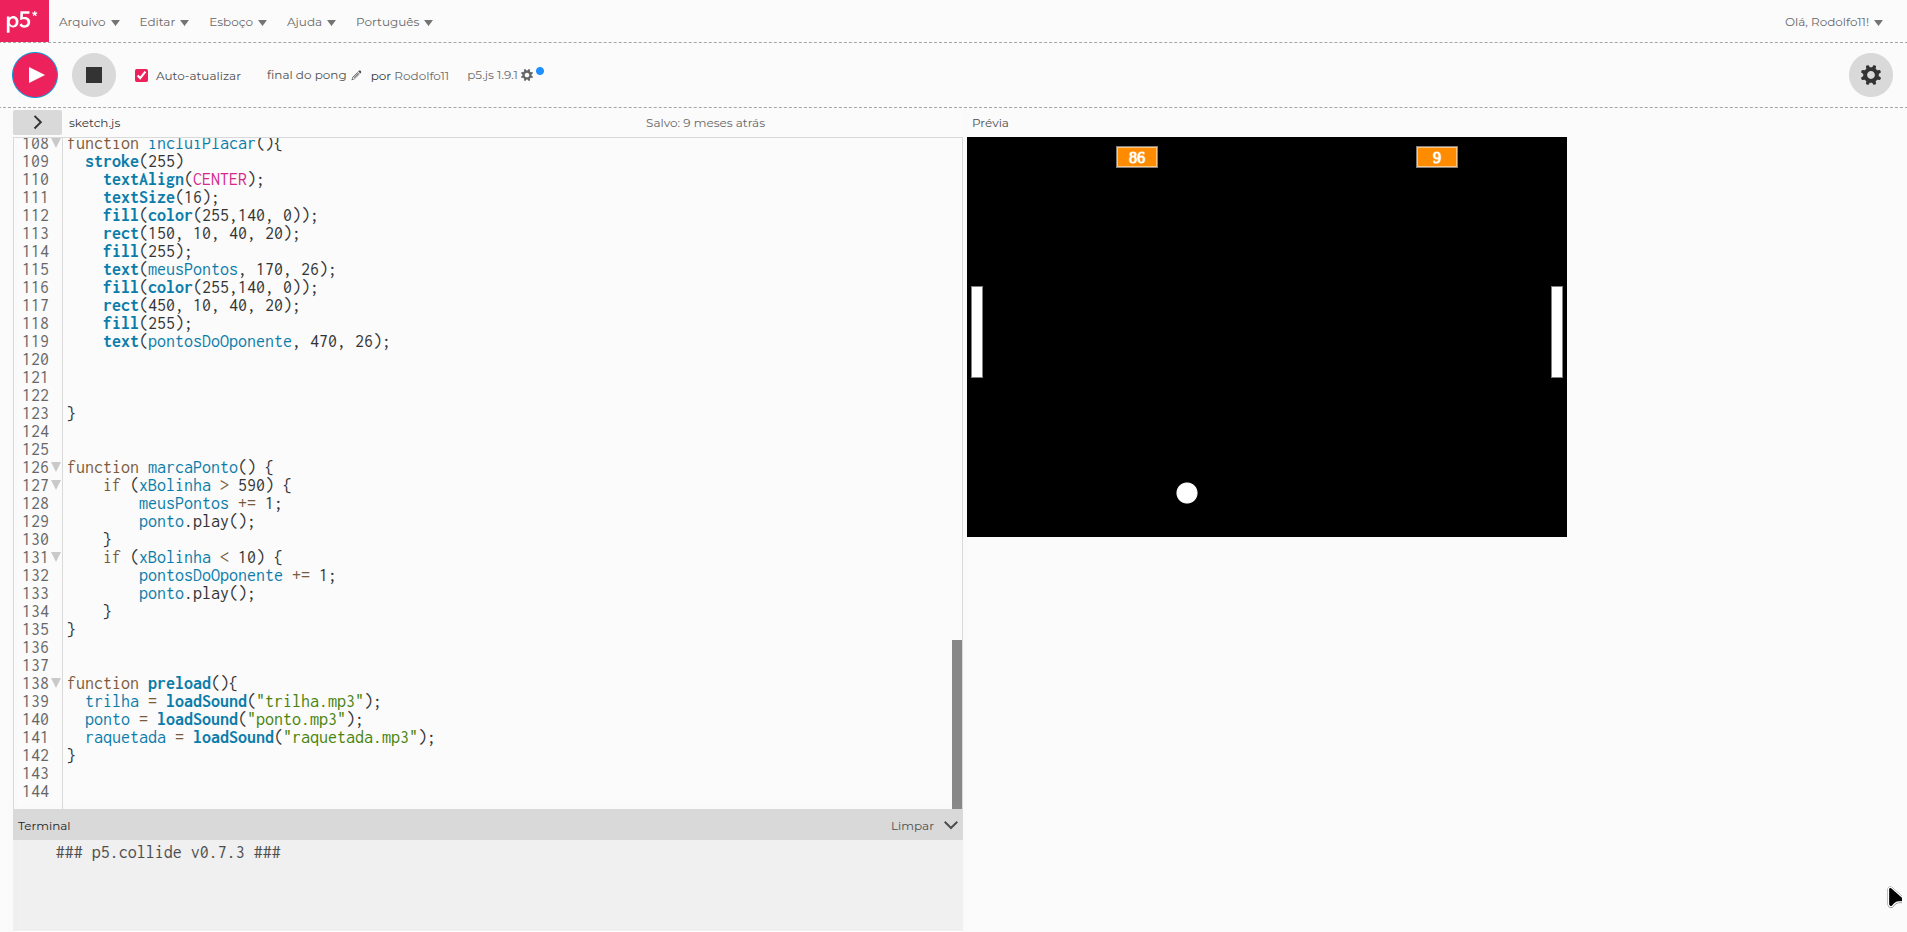 p5* Arquivo Editar Esboço Ajuda Português Olá, Rodolfo11!
Auto-atualizar final do pong por Rodolfo11 p5.js 1.9.1
sketch.js Salvo: 9 meses atrás
108 function incluiPlacar(){
109 stroke(255)
110 textAlign(CENTER);
111 textSize(16);
112 fill(color(255,140, 0));
113 rect(150, 10, 40, 20);
114 fill(255);
115 text(meusPontos, 170, 26);
116 fill(color(255,140, 0));
117 rect(450, 10, 40, 20);
118 fill(255);
119 text(pontosDoOponente, 470, 26);
120
121
122
123 }
124
125
126 function marcaPonto() {
127 if (xBolinha > 590) {
128 meusPontos += 1;
129 ponto.play();
130 }
131 if (xBolinha < 10) {
132 pontosDoOponente += 1;
133 ponto.play();
134 }
135 }
136
137
138 function preload(){
139 trilha = loadSound("trilha.mp3");
140 ponto = loadSound("ponto.mp3");
141 raquetada = loadSound("raquetada.mp3");
142 }
143
144
Terminal Limpar
### p5.collide v0.7.3 ###
Prévia
86 9